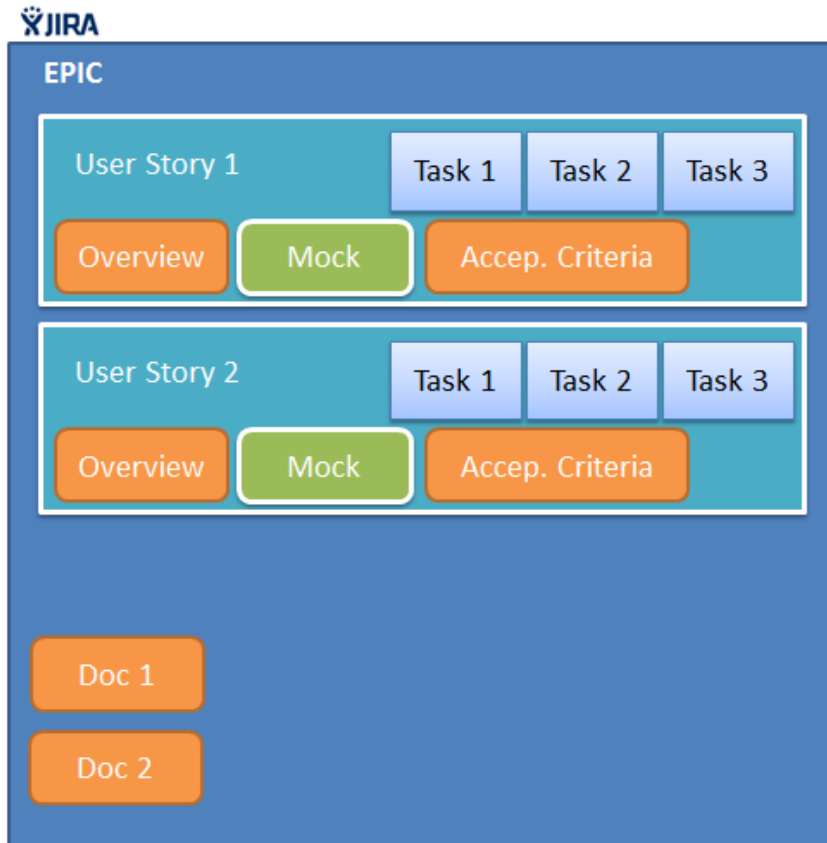 JIRA
EPIC
User Story 1
Task 1 Task 2 Task 3
Overview Mock Accep. Criteria
User Story 2
Task 1 Task 2 Task 3
Overview Mock Accep. Criteria
Doc 1
Doc 2